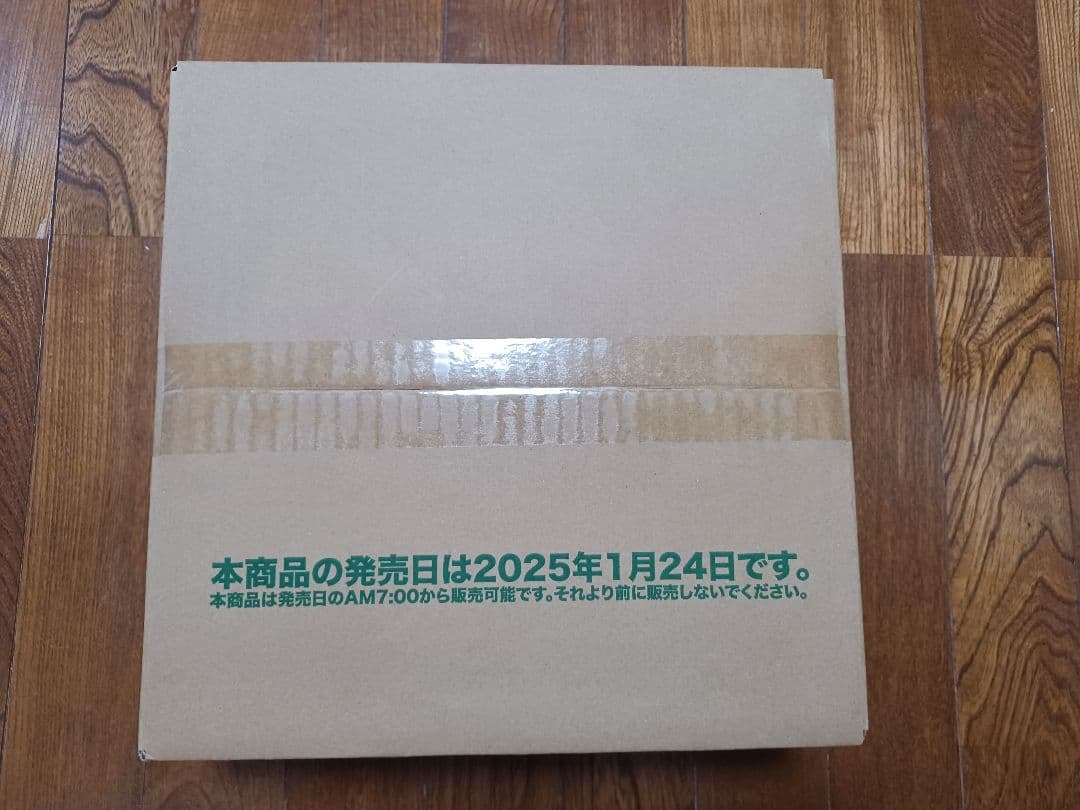 本商品の発売日は2025年1月24日です。
本商品は発売日のAM7:00から販売可能です。それより前に販売しないでください。